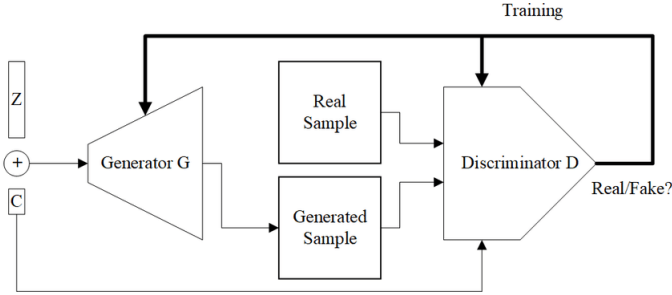 Training
Z
Real
Sample
+
Generator G
Discriminator D
Real/Fake?
C
Generated
Sample